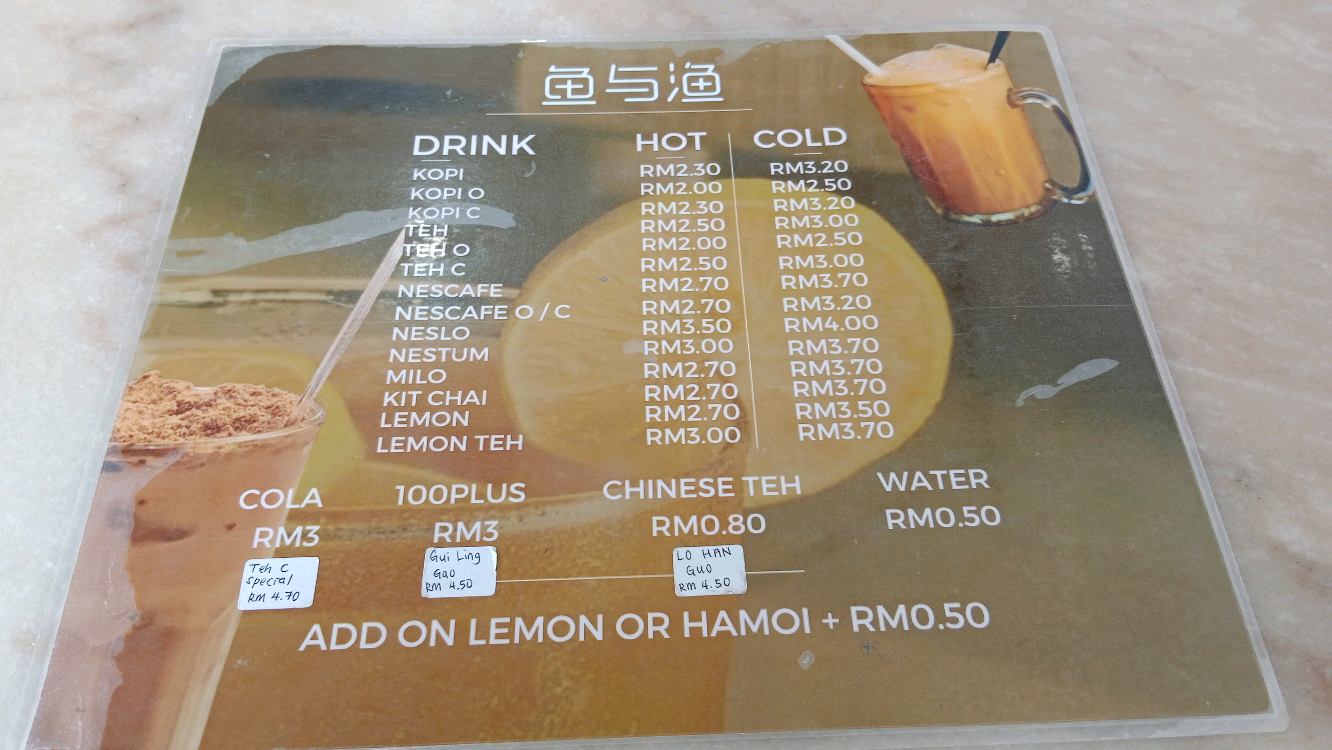 鱼与渔
DRINK HOT COLD
KOPI RM2.30 RM3.20
KOPI O RM2.00 RM2.50
KOPI C RM2.30 RM3.20
TEH RM2.50 RM3.00
TEH O RM2.00 RM2.50
TEH C RM2.50 RM3.00
NESCAFE RM2.70 RM3.70
NESCAFE O / C RM2.70 RM3.20
NESLO RM3.50 RM4.00
NESTUM RM3.00 RM3.70
MILO RM2.70 RM3.70
KIT CHAI RM2.70 RM3.70
LEMON RM2.70 RM3.50
LEMON TEH RM3.00 RM3.70
COLA 100PLUS CHINESE TEH WATER
RM3 RM3 RM0.80 RM0.50
Teh C
special
RM 4.70
Gui Ling
Gao
RM 4.50
LO HAN
GUO
RM 4.50
ADD ON LEMON OR HAMOI + RM0.50